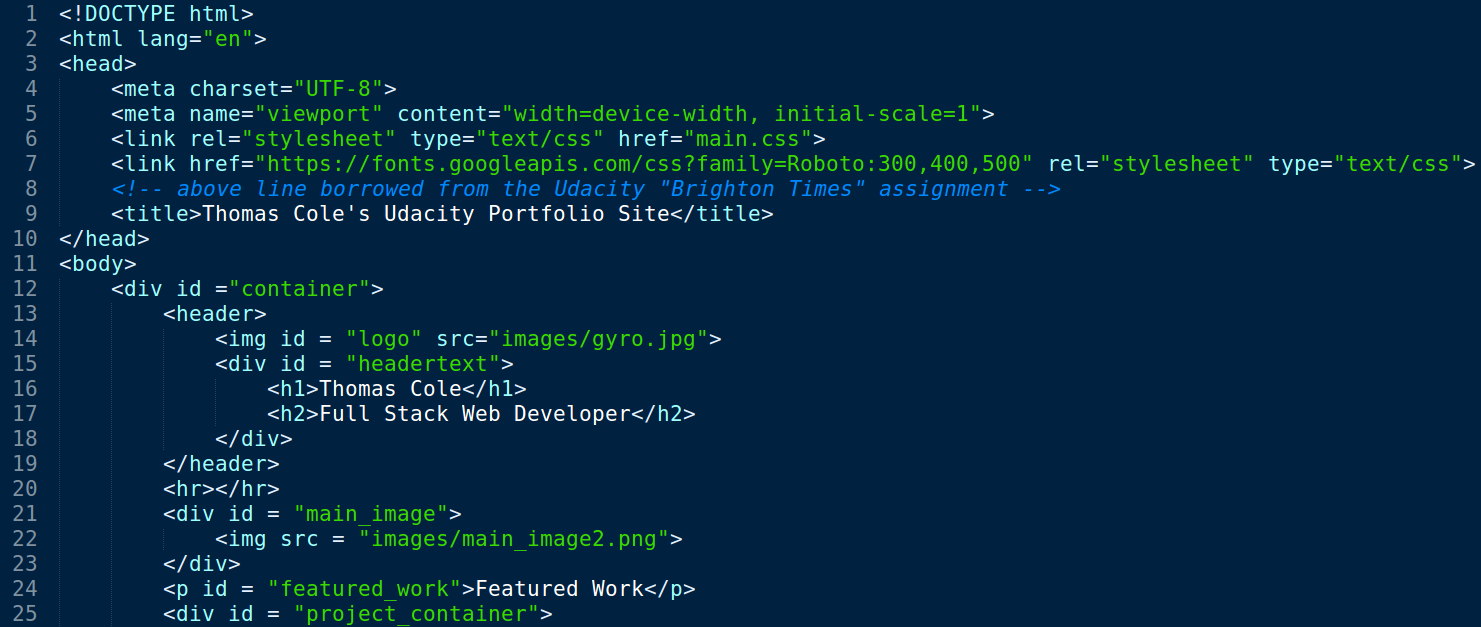 1 <!DOCTYPE html>
2 <html lang="en">
3 <head>
4     <meta charset="UTF-8">
5     <meta name="viewport" content="width=device-width, initial-scale=1">
6     <link rel="stylesheet" type="text/css" href="main.css">
7     <link href="https://fonts.googleapis.com/css?family=Roboto:300,400,500" rel="stylesheet" type="text/css">
8     <!-- above line borrowed from the Udacity "Brighton Times" assignment -->
9     <title>Thomas Cole's Udacity Portfolio Site</title>
10 </head>
11 <body>
12     <div id ="container">
13         <header>
14             <img id = "logo" src="images/gyro.jpg">
15             <div id = "headertext">
16                 <h1>Thomas Cole</h1>
17                 <h2>Full Stack Web Developer</h2>
18             </div>
19         </header>
20         <hr></hr>
21         <div id = "main_image">
22             <img src = "images/main_image2.png">
23         </div>
24         <p id = "featured_work">Featured Work</p>
25         <div id = "project_container">